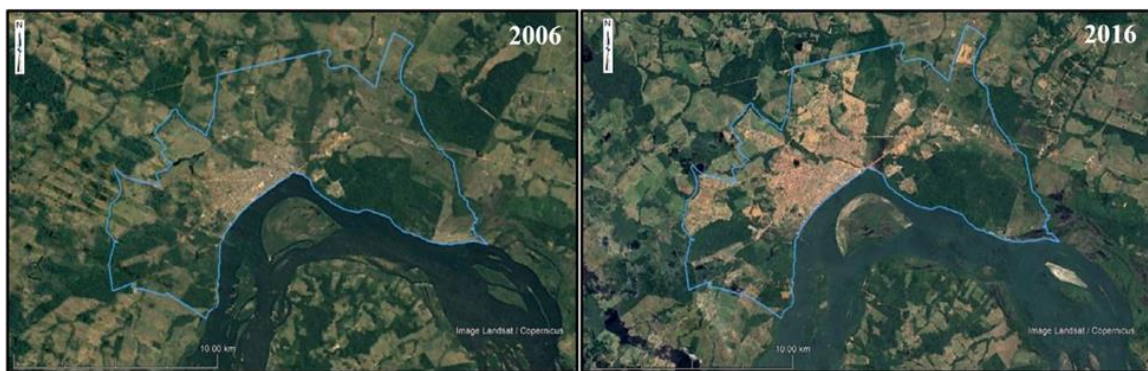 N
2006
Image Landsat / Copernicus
10.00 km
N
2016
Image Landsat / Copernicus
10.00 km